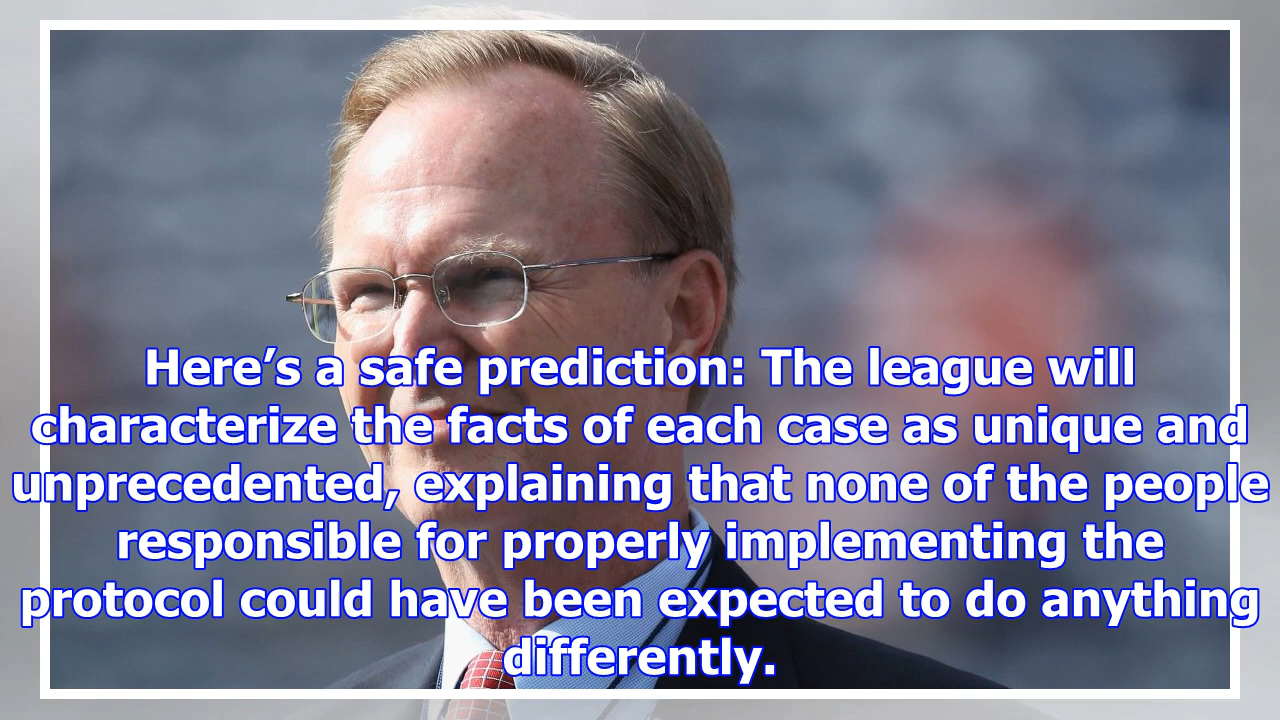 Here’s a safe prediction: The league will
characterize the facts of each case as unique and
unprecedented, explaining that none of the people
responsible for properly implementing the
protocol could have been expected to do anything
differently.